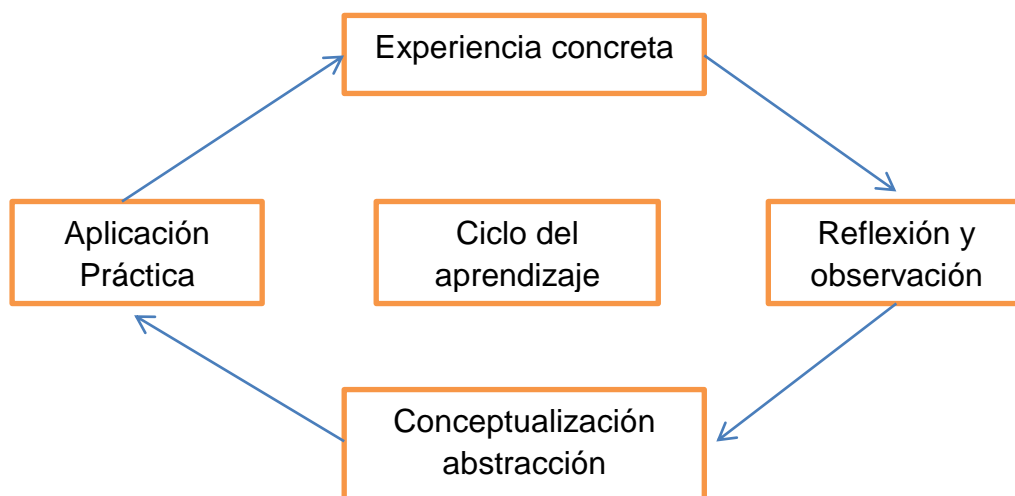 Experiencia concreta
Aplicación
Práctica
Ciclo del
aprendizaje
Reflexión y
observación
Conceptualización
abstracción